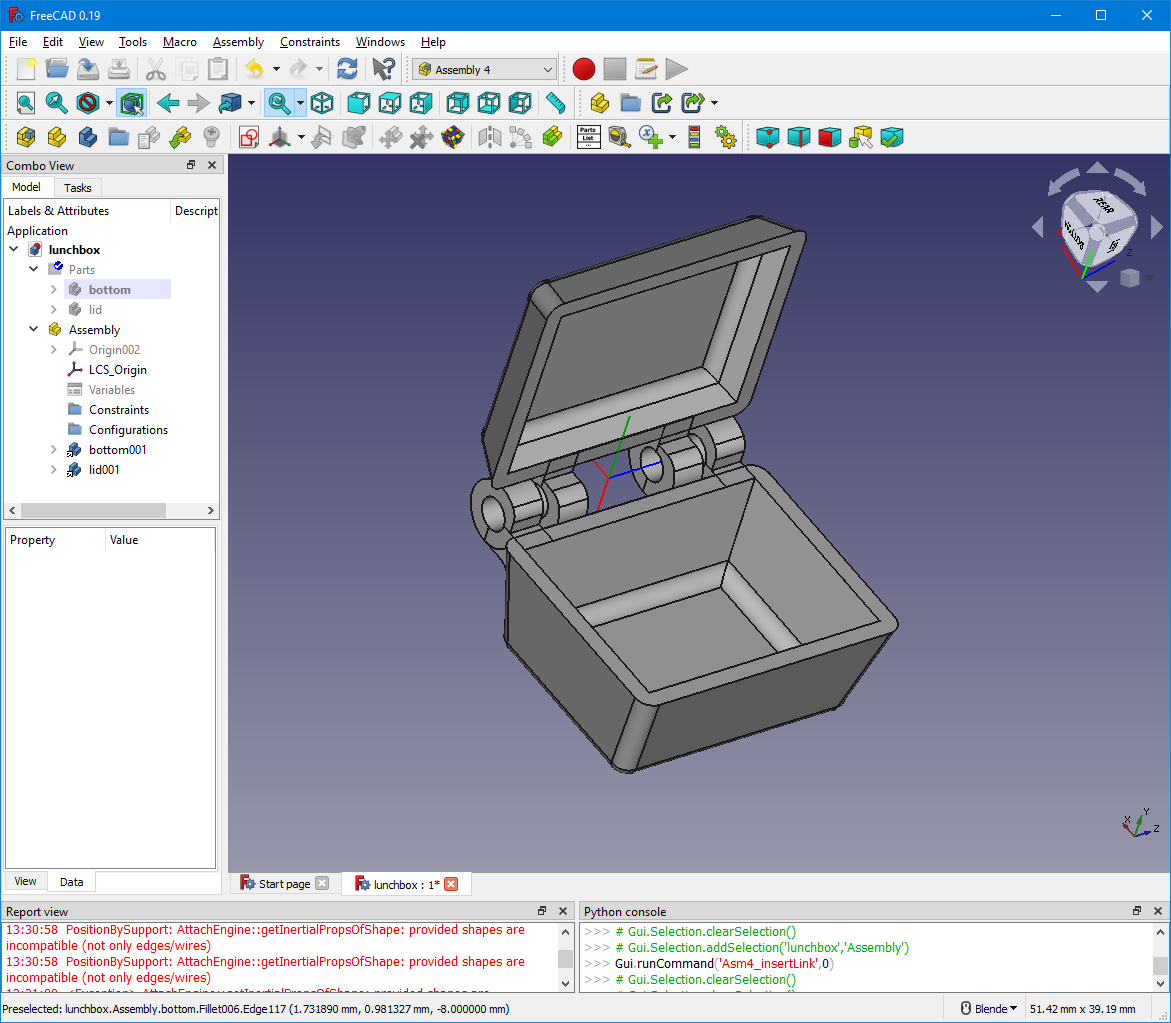 FreeCAD 0.19
File Edit View Tools Macro Assembly Constraints Windows Help
Assembly 4
Parts
List
Combo View
Model Tasks
Labels & Attributes Descript
Application
lunchbox
Parts
bottom
lid
Assembly
Origin002
LCS_Origin
Variables
Constraints
Configurations
bottom001
lid001
Property Value
View Data
REAR
BOTTOM
Z
X Y Z
Start page
lunchbox : 1*
Report view
13:30:58 PositionBySupport: AttachEngine::getInertialPropsOfShape: provided shapes are
incompatible (not only edges/wires)
13:30:58 PositionBySupport: AttachEngine::getInertialPropsOfShape: provided shapes are
incompatible (not only edges/wires)
Python console
>>> # Gui.Selection.clearSelection()
>>> # Gui.Selection.addSelection('lunchbox','Assembly')
>>> Gui.runCommand('Asm4_insertLink',0)
>>> # Gui.Selection.clearSelection()
Preselected: lunchbox.Assembly.bottom.Fillet006.Edge117 (1.731890 mm, 0.981327 mm, -8.000000 mm)
Blende
51.42 mm x 39.19 mm